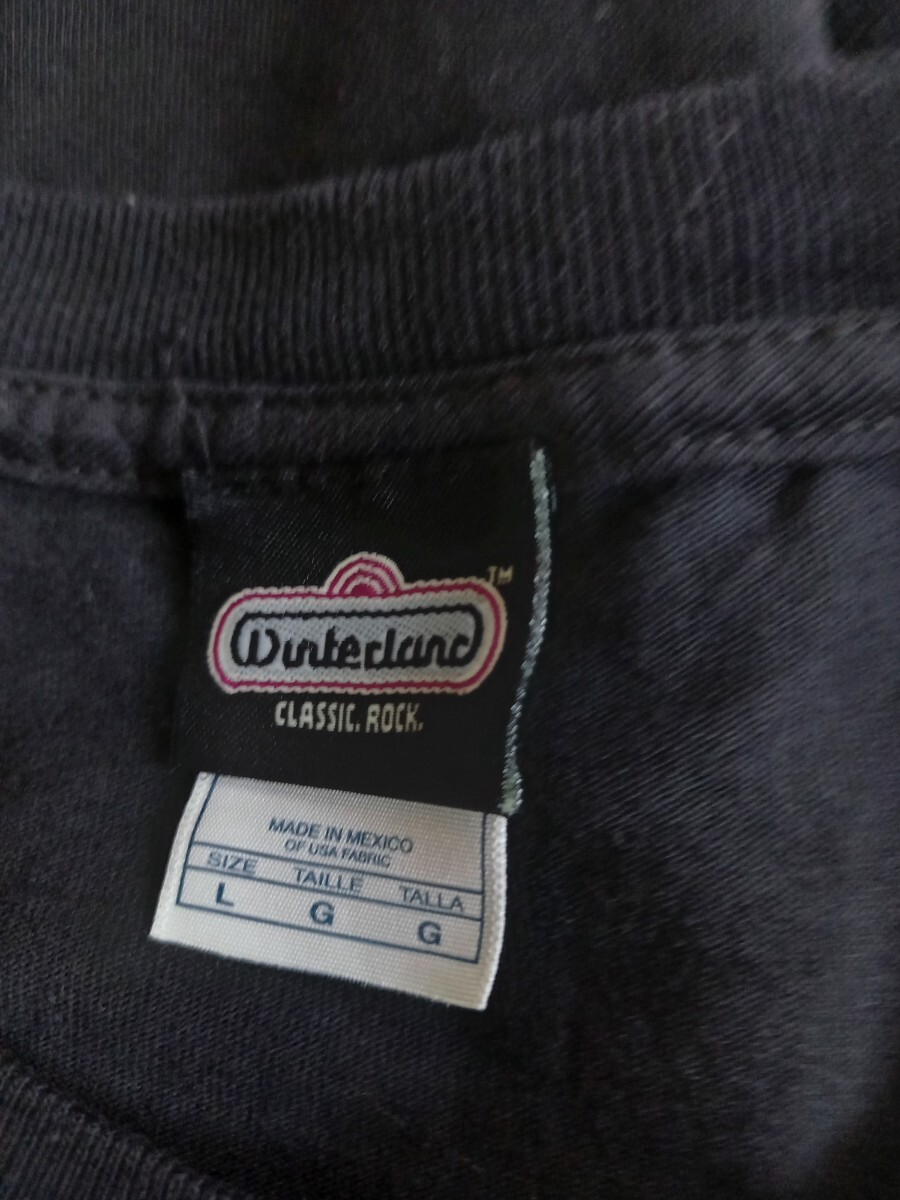 Winterland
TM
CLASSIC. ROCK.
MADE IN MEXICO
OF USA FABRIC
SIZE TAILLE TALLA
L G G